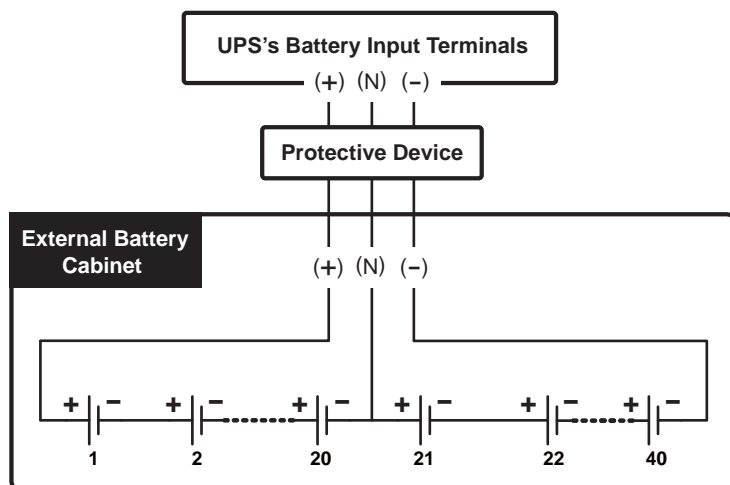 UPS’s Battery Input Terminals
(+) (N) (−)
Protective Device
External Battery
Cabinet
(+) (N) (−)
+ − + − + − + − + − + −
1 2 20 21 22 40